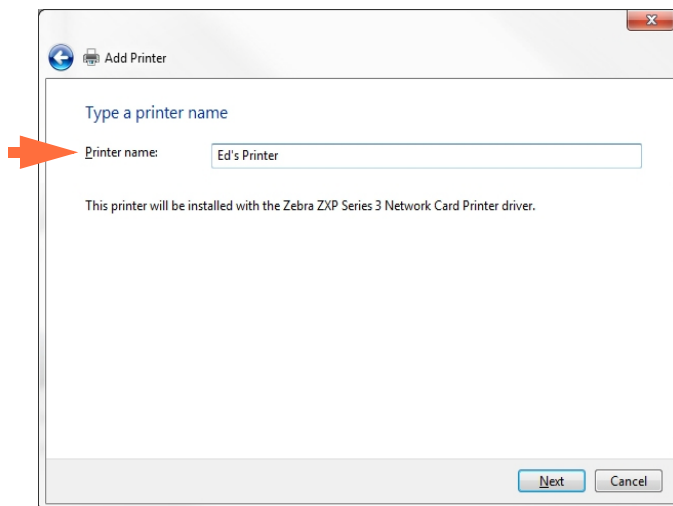 Add Printer
Type a printer name
Printer name:
Ed's Printer
This printer will be installed with the Zebra ZXP Series 3 Network Card Printer driver.
Next
Cancel